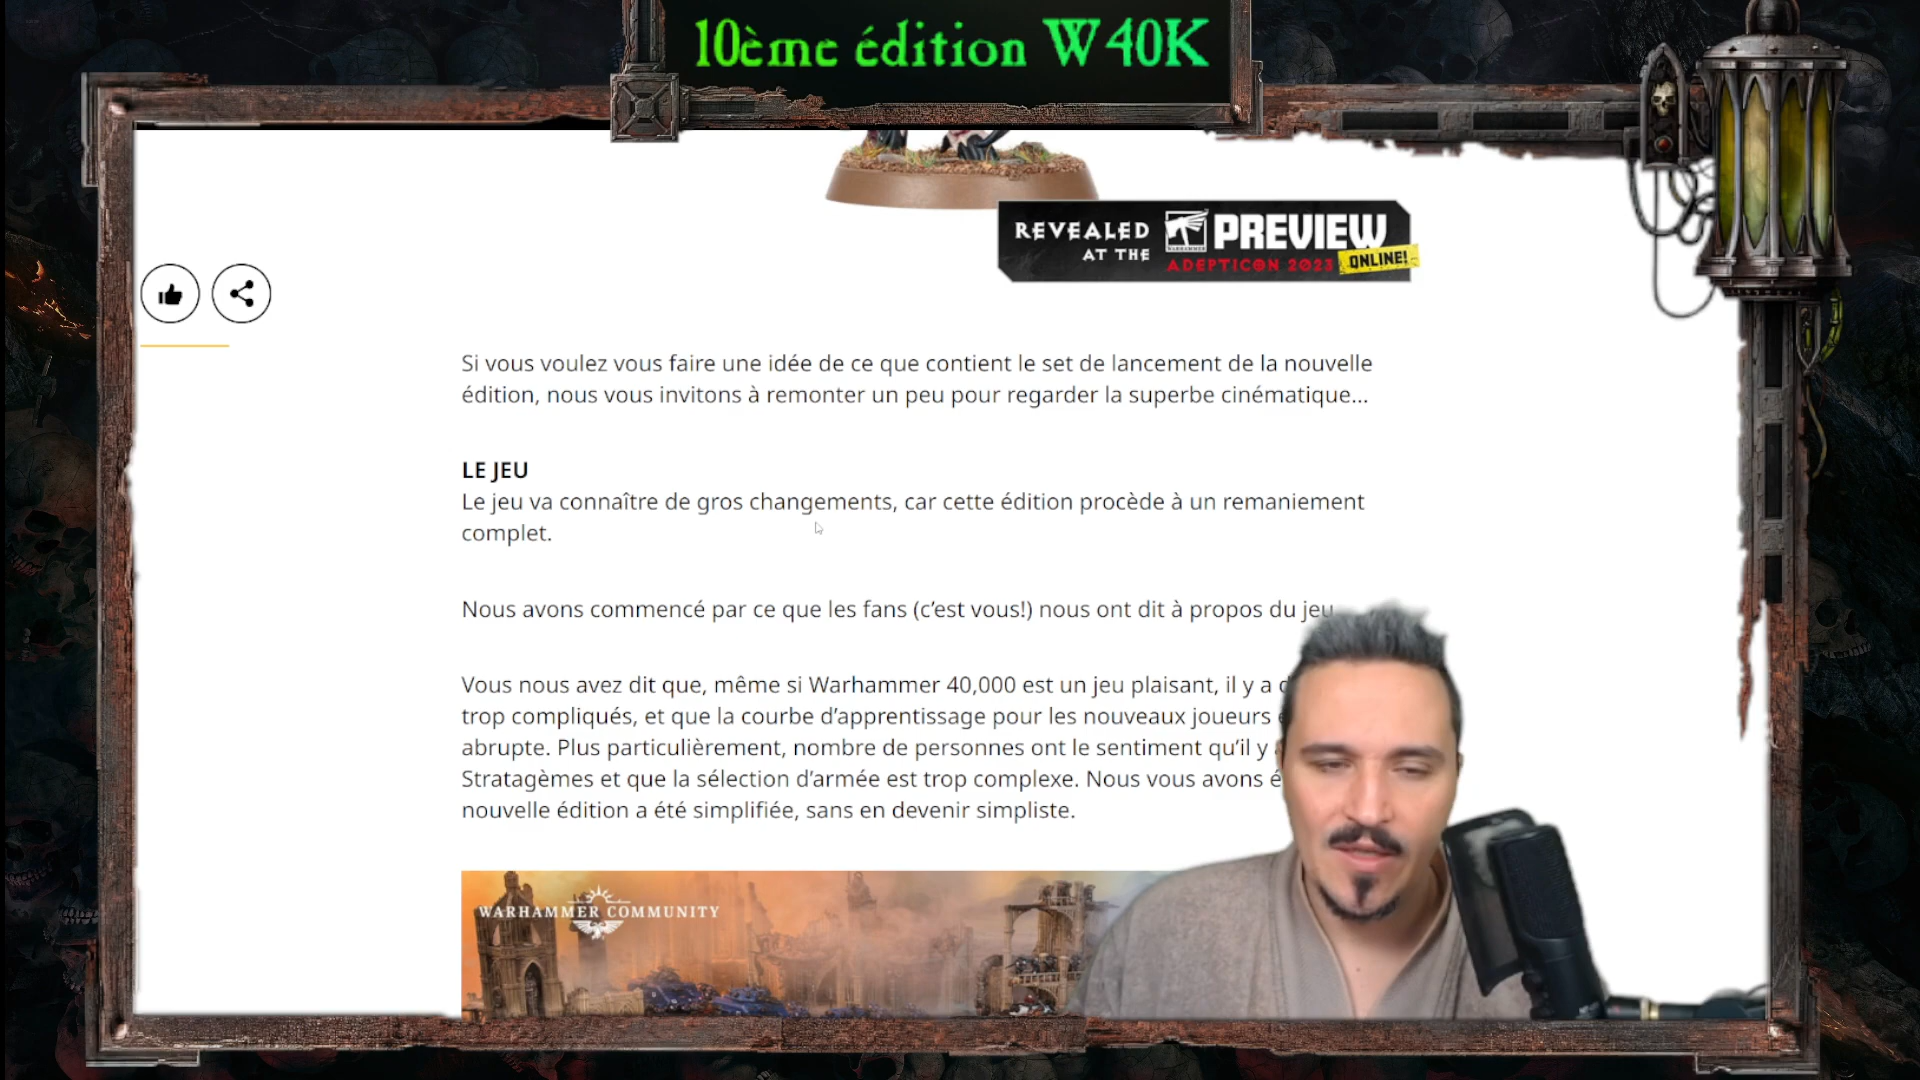 10ème édition W40K
REVEALED
AT THE
WARHAMMER
PREVIEW
ADEPTICON 2023
ONLINE!
Si vous voulez vous faire une idée de ce que contient le set de lancement de la nouvelle
édition, nous vous invitons à remonter un peu pour regarder la superbe cinématique...
LE JEU
Le jeu va connaître de gros changements, car cette édition procède à un remaniement
complet.
Nous avons commencé par ce que les fans (c’est vous!) nous ont dit à propos du jeu
Vous nous avez dit que, même si Warhammer 40,000 est un jeu plaisant, il y a
trop compliqués, et que la courbe d’apprentissage pour les nouveaux joueurs
abrupte. Plus particulièrement, nombre de personnes ont le sentiment qu’il y
Stratagèmes et que la sélection d’armée est trop complexe. Nous vous avons
nouvelle édition a été simplifiée, sans en devenir simpliste.
WARHAMMER COMMUNITY